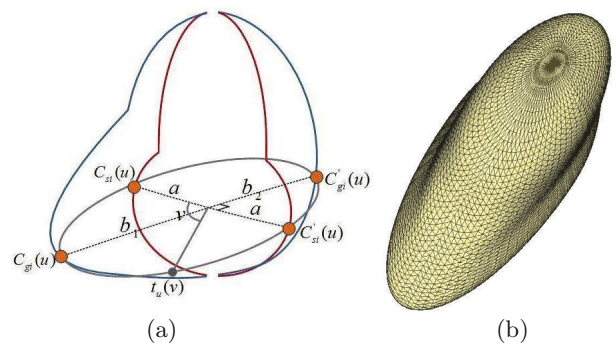 C_{si}(u)
a
b_2
C'_{gi}(u)
v
a
b_1
C'_{si}(u)
C_{gi}(u)
t_u(v)
(a)
(b)